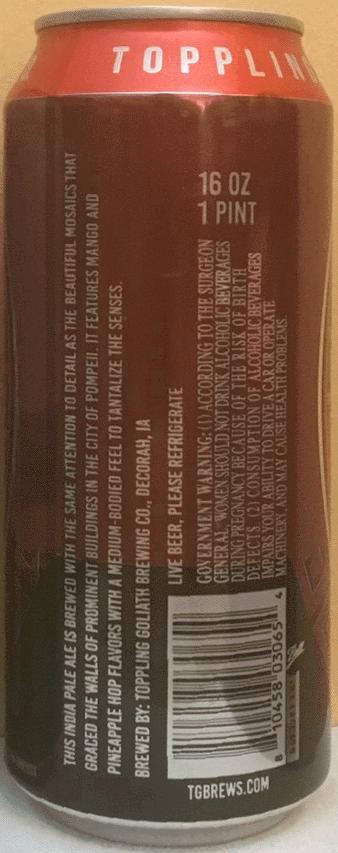 TOPPLING
16 OZ
1 PINT
THIS INDIA PALE ALE IS BREWED WITH THE SAME ATTENTION TO DETAIL AS THE BEAUTIFUL MOSAICS THAT
GRACED THE WALLS OF PROMINENT BUILDINGS IN THE CITY OF POMPEII. IT FEATURES MANGO AND
PINEAPPLE HOP FLAVORS WITH A MEDIUM-BODIED FEEL TO TANTALIZE THE SENSES.
BREWED BY: TOPPLING GOLIATH BREWING CO., DECORAH, IA
LIVE BEER, PLEASE REFRIGERATE
GOVERNMENT WARNING: (1) ACCORDING TO THE SURGEON
GENERAL, WOMEN SHOULD NOT DRINK ALCOHOLIC BEVERAGES
DURING PREGNANCY BECAUSE OF THE RISK OF BIRTH
DEFECTS. (2) CONSUMPTION OF ALCOHOLIC BEVERAGES
IMPAIRS YOUR ABILITY TO DRIVE A CAR OR OPERATE
MACHINERY, AND MAY CAUSE HEALTH PROBLEMS.
8 10458 03065 4
TGBREWS.COM